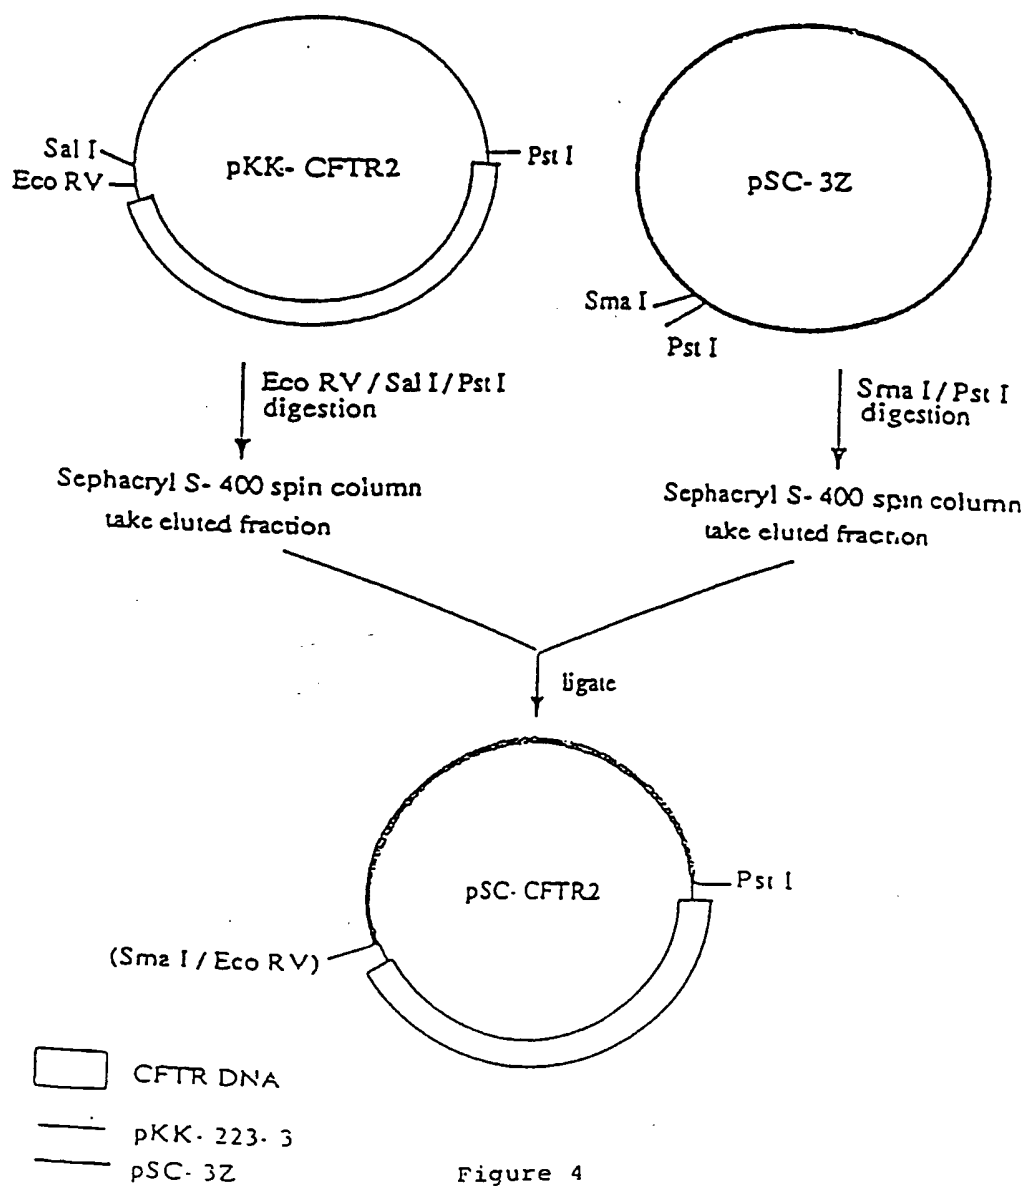 Sal I
Eco RV
pKK- CFTR2
Pst I
pSC- 3Z
Sma I
Pst I
Eco RV / Sal I / Pst I
digestion
Sma I / Pst I
digestion
Sephacryl S- 400 spin column
take eluted fraction
Sephacryl S- 400 spin column
take eluted fraction
ligate
pSC- CFTR2
Pst I
(Sma I / Eco RV)
CFTR DNA
pKK- 223- 3
pSC- 3Z
Figure 4